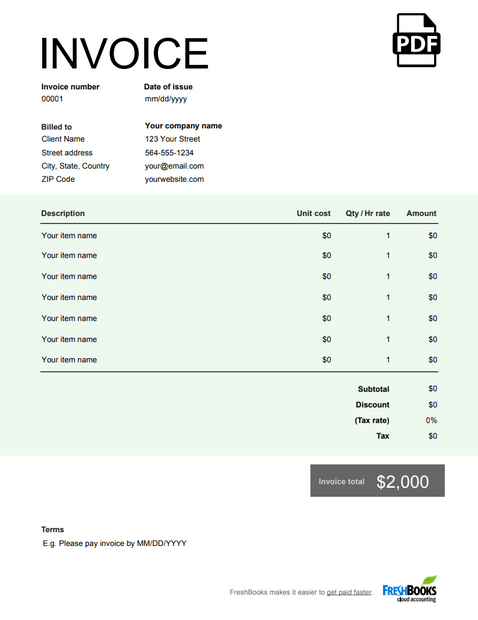 INVOICE
PDF
Invoice number Date of issue
00001 mm/dd/yyyy
Billed to Your company name
Client Name 123 Your Street
Street address 564-555-1234
City, State, Country your@email.com
ZIP Code yourwebsite.com
Description Unit cost Qty / Hr rate Amount
Your item name $0 1 $0
Your item name $0 1 $0
Your item name $0 1 $0
Your item name $0 1 $0
Your item name $0 1 $0
Your item name $0 1 $0
Your item name $0 1 $0
Subtotal $0
Discount $0
(Tax rate) 0%
Tax $0
Invoice total $2,000
Terms
E.g. Please pay invoice by MM/DD/YYYY
FreshBooks makes it easier to get paid faster. FRESHBOOKS
cloud accounting